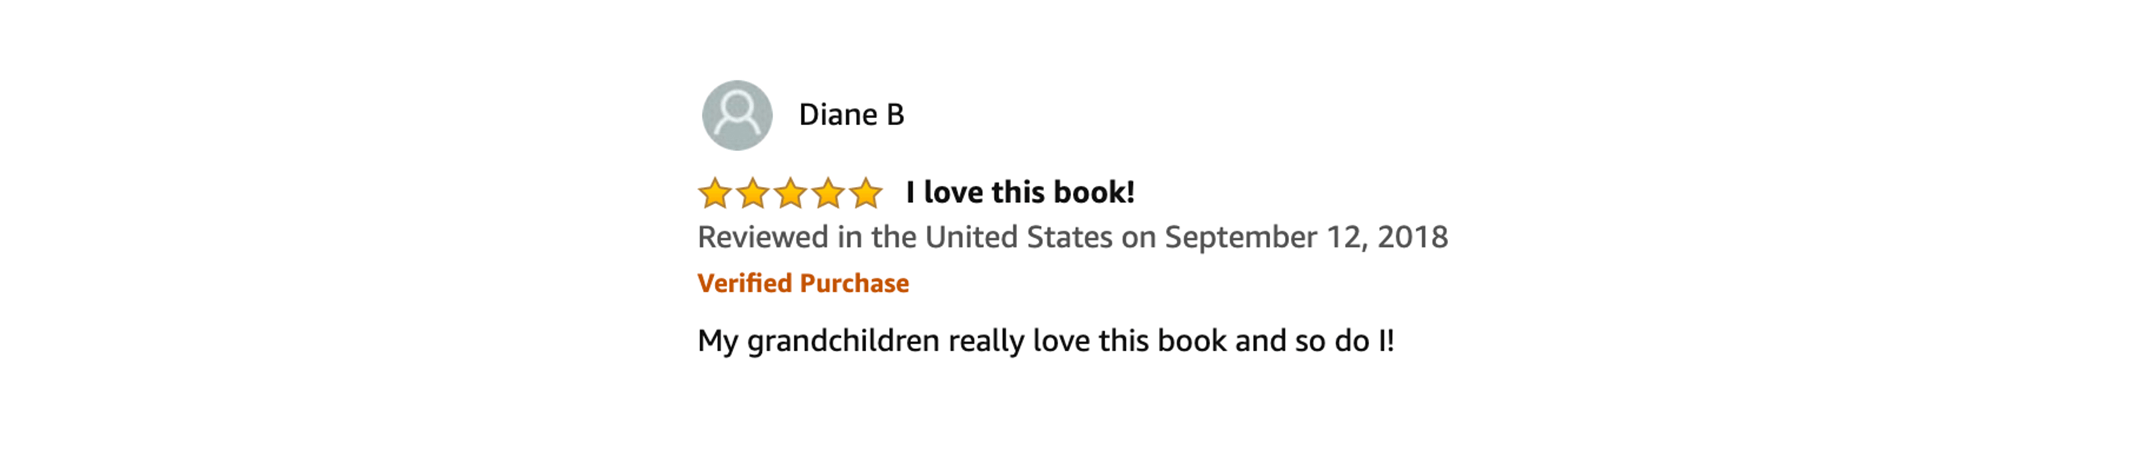 Diane B
I love this book!
Reviewed in the United States on September 12, 2018
Verified Purchase
My grandchildren really love this book and so do I!